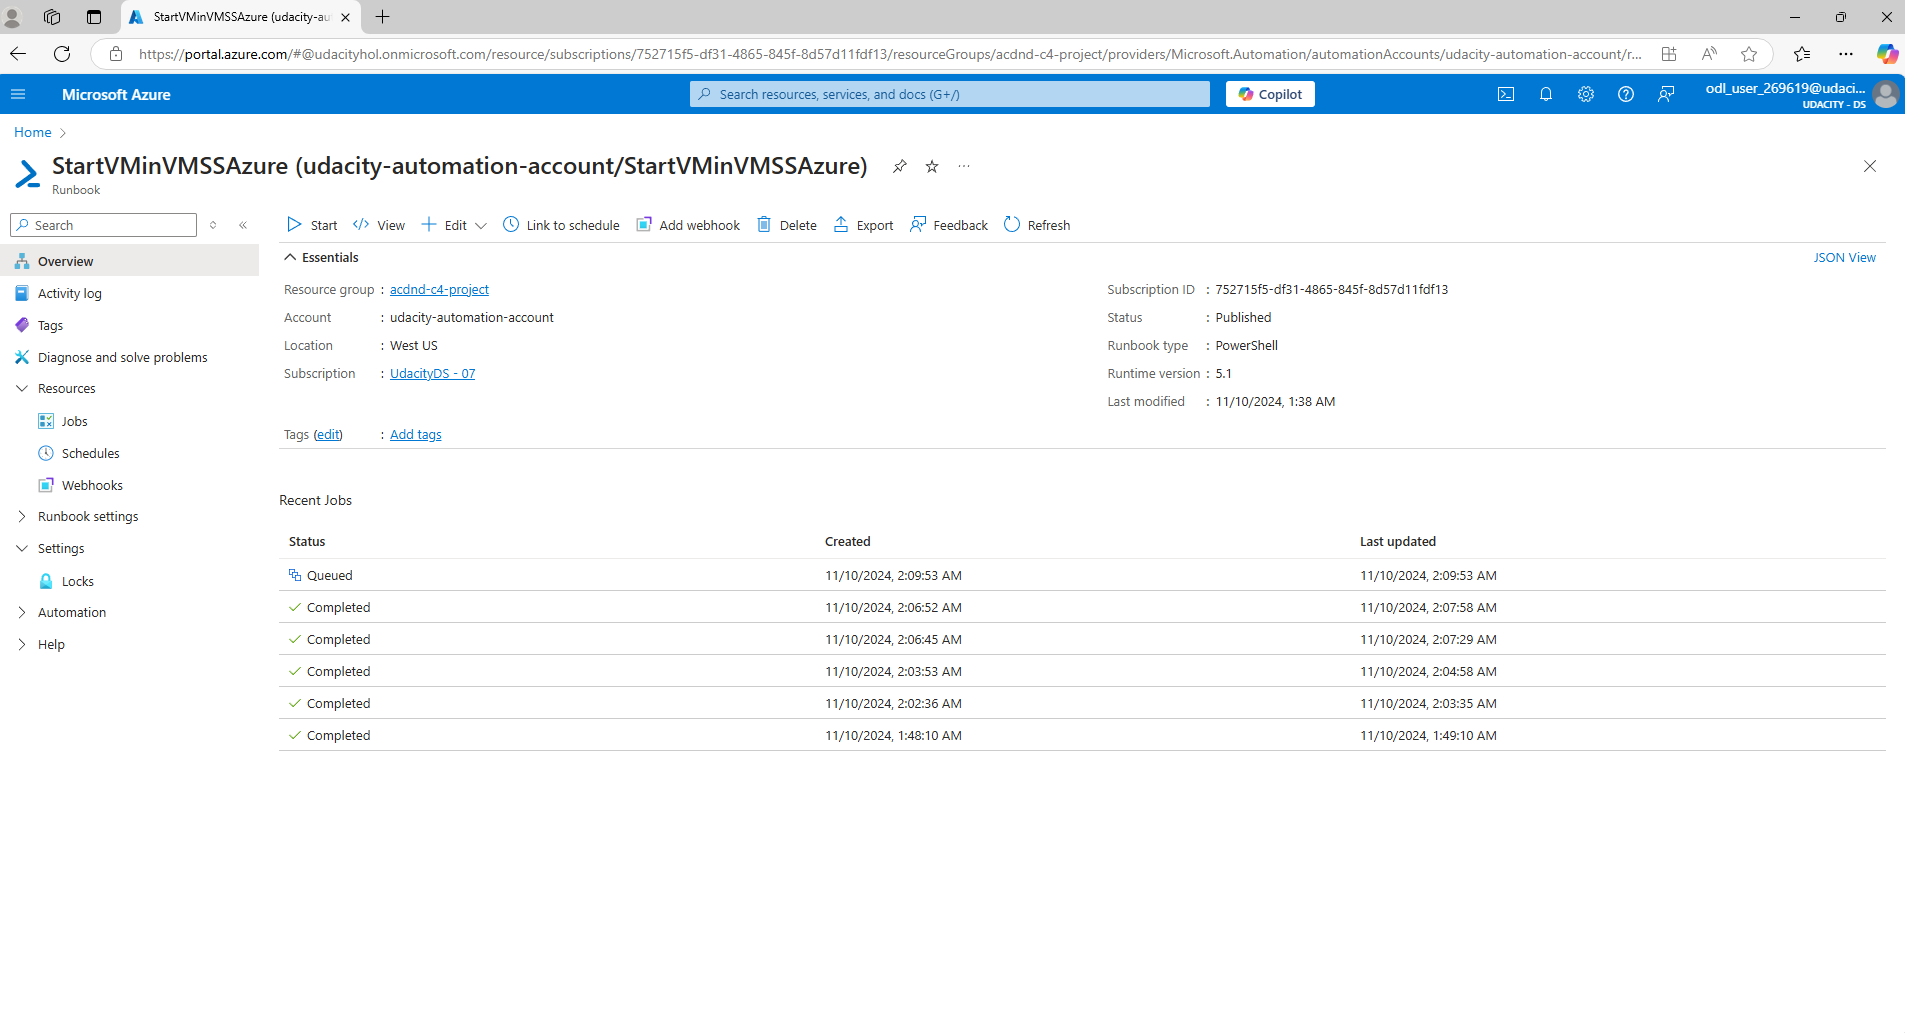 StartVMinVMSSAzure (udacity-au
https://portal.azure.com/#@udacityhol.onmicrosoft.com/resource/subscriptions/752715f5-df31-4865-845f-8d57d11fdf13/resourceGroups/acdnd-c4-project/providers/Microsoft.Automation/automationAccounts/udacity-automation-account/r...
Microsoft Azure
Search resources, services, and docs (G+/)
Copilot
odl_user_269619@udaci...
UDACITY - DS
Home
StartVMinVMSSAzure (udacity-automation-account/StartVMinVMSSAzure)
Runbook
Search
Start View Edit Link to schedule Add webhook Delete Export Feedback Refresh
Overview
Activity log
Tags
Diagnose and solve problems
Resources
Jobs
Schedules
Webhooks
Runbook settings
Settings
Locks
Automation
Help
Essentials
JSON View
Resource group : acdnd-c4-project
Account : udacity-automation-account
Location : West US
Subscription : UdacityDS - 07
Subscription ID : 752715f5-df31-4865-845f-8d57d11fdf13
Status : Published
Runbook type : PowerShell
Runtime version : 5.1
Last modified : 11/10/2024, 1:38 AM
Tags (edit) : Add tags
Recent Jobs
Status Created Last updated
Queued 11/10/2024, 2:09:53 AM 11/10/2024, 2:09:53 AM
Completed 11/10/2024, 2:06:52 AM 11/10/2024, 2:07:58 AM
Completed 11/10/2024, 2:06:45 AM 11/10/2024, 2:07:29 AM
Completed 11/10/2024, 2:03:53 AM 11/10/2024, 2:04:58 AM
Completed 11/10/2024, 2:02:36 AM 11/10/2024, 2:03:35 AM
Completed 11/10/2024, 1:48:10 AM 11/10/2024, 1:49:10 AM